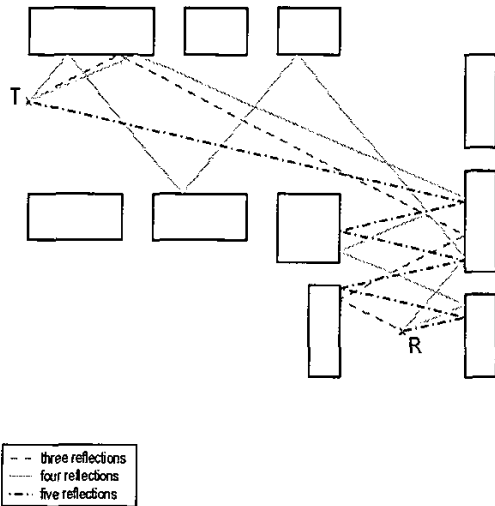 T
R
three reflections
four reflections
five reflections